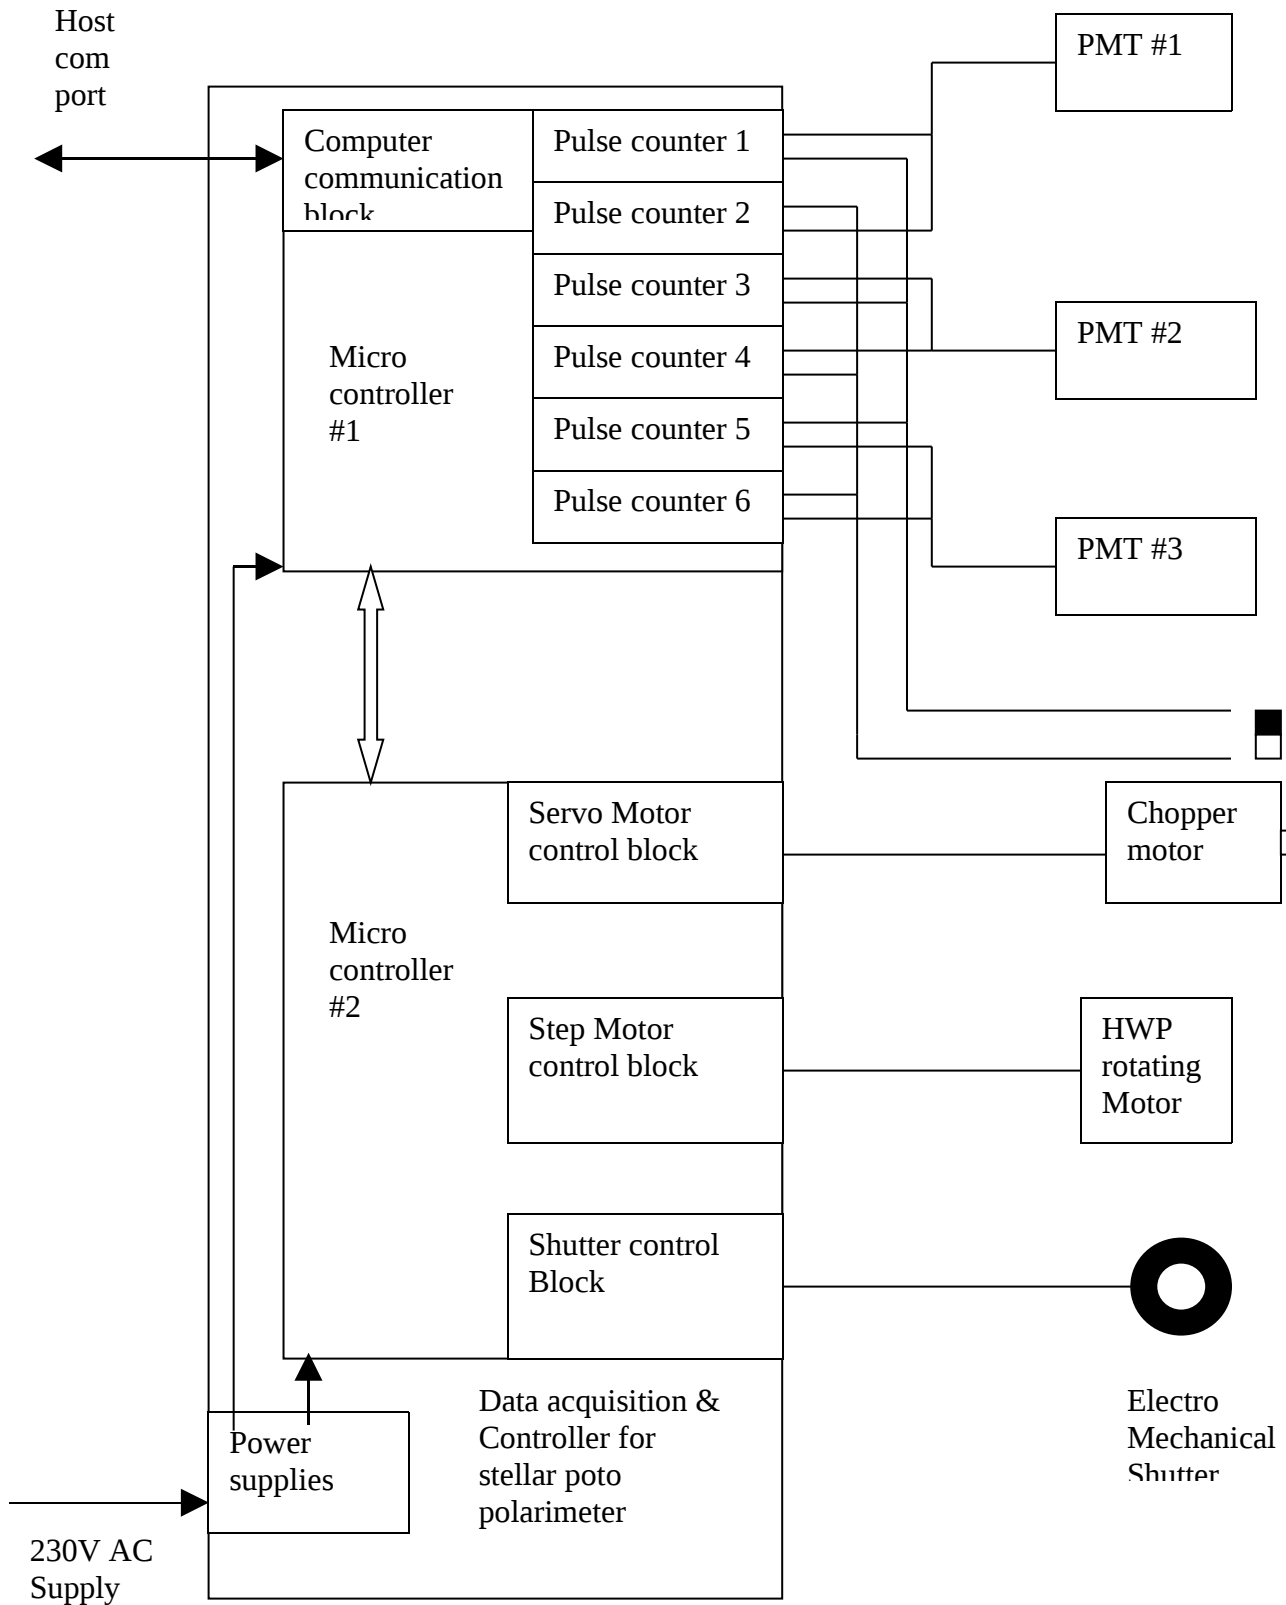 Host
com
port
PMT #1
Computer
communication
block
Pulse counter 1
Pulse counter 2
Pulse counter 3
Pulse counter 4
Pulse counter 5
Pulse counter 6
Micro
controller
#1
PMT #2
PMT #3
Servo Motor
control block
Chopper
motor
Micro
controller
#2
Step Motor
control block
HWP
rotating
Motor
Shutter control
Block
Data acquisition &
Controller for
stellar poto
polarimeter
Electro
Mechanical
Shutter
Power
supplies
230V AC
Supply